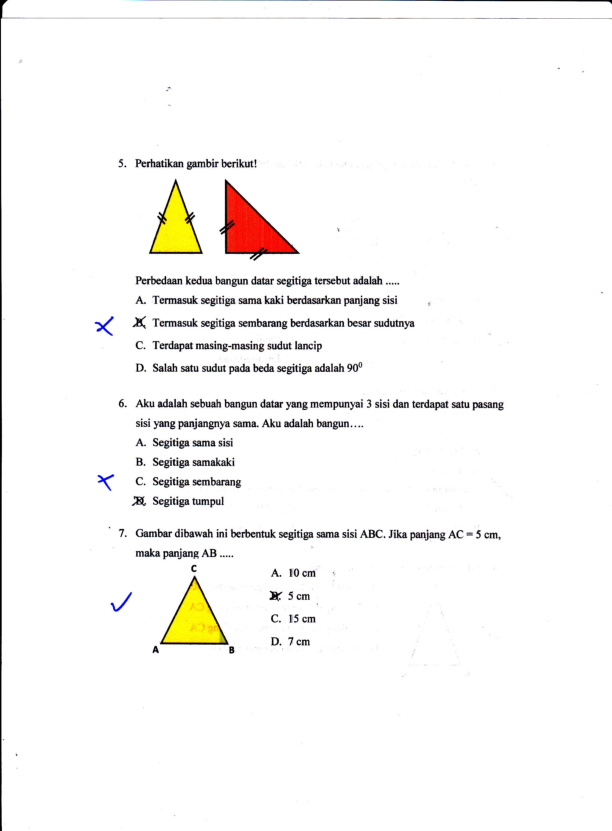 5. Perhatikan gambir berikut!
Perbedaan kedua bangun datar segitiga tersebut adalah .....
A. Termasuk segitiga sama kaki berdasarkan panjang sisi
B. Termasuk segitiga sembarang berdasarkan besar sudutnya
C. Terdapat masing-masing sudut lancip
D. Salah satu sudut pada beda segitiga adalah 90⁰
6. Aku adalah sebuah bangun datar yang mempunyai 3 sisi dan terdapat satu pasang
sisi yang panjangnya sama. Aku adalah bangun....
A. Segitiga sama sisi
B. Segitiga samakaki
C. Segitiga sembarang
D. Segitiga tumpul
7. Gambar dibawah ini berbentuk segitiga sama sisi ABC. Jika panjang AC = 5 cm,
maka panjang AB .....
C
A
B
A. 10 cm
B. 5 cm
C. 15 cm
D. 7 cm